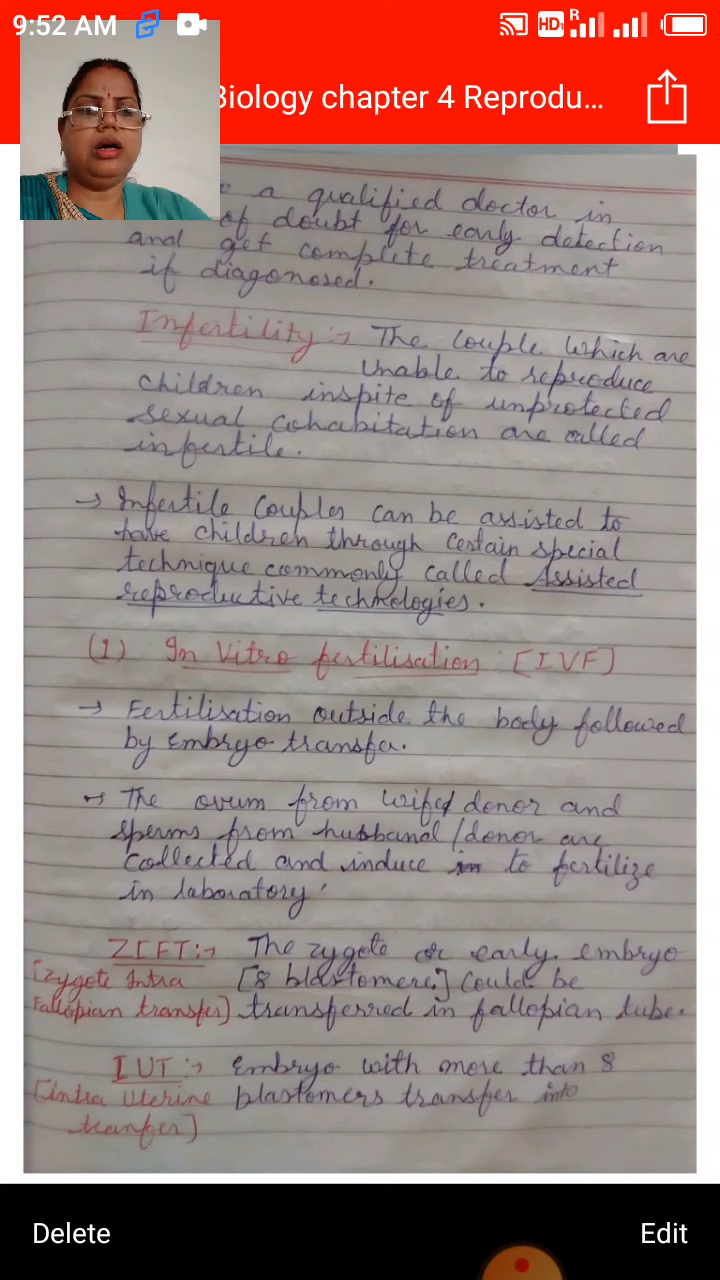 9:52 AM
HD
R
Biology chapter 4 Reprodu...
a qualified doctor in
of doubt for early detection
and get complete treatment
if diagonosed.
Infertility :→ The couple which are
unable to reproduce
children inspite of unprotected
sexual cohabitation are called
infertile.
→ Infertile couples can be assisted to
have children through certain special
technique commonly called Assisted
reproductive technologies.
(1) In Vitro fertilisation [IVF]
→ Fertilisation outside the body followed
by embryo transfer.
→ The ovum from wife/ donor and
sperms from husband/donor are
collected and induce to fertilize
in laboratory
ZIFT:→ The zygote or early embryo
[zygote Intra [8 blastomeres] could be
Fallopian transfer] transferred in fallopian tube.
IUT :→ Embryo with more than 8
[intra Uterine blastomers transfer into
tranfer]
Delete
Edit